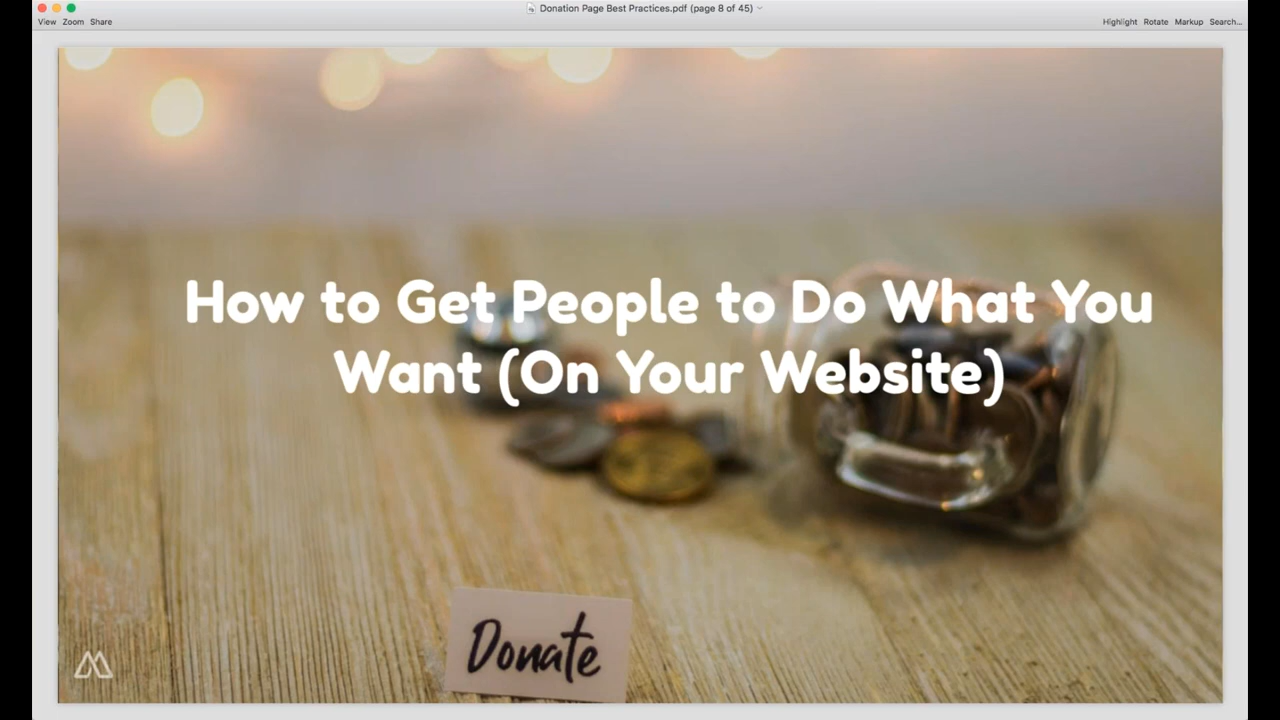 Donation Page Best Practices.pdf (page 8 of 45)
View Zoom Share
Highlight Rotate Markup Search...
How to Get People to Do What You
Want (On Your Website)
Donate